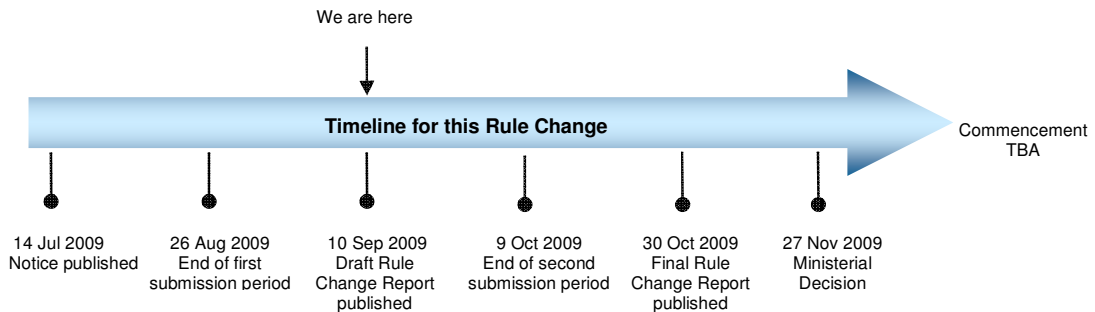 We are here
Timeline for this Rule Change
Commencement
TBA
14 Jul 2009
Notice published
26 Aug 2009
End of first
submission period
10 Sep 2009
Draft Rule
Change Report
published
9 Oct 2009
End of second
submission period
30 Oct 2009
Final Rule
Change Report
published
27 Nov 2009
Ministerial
Decision